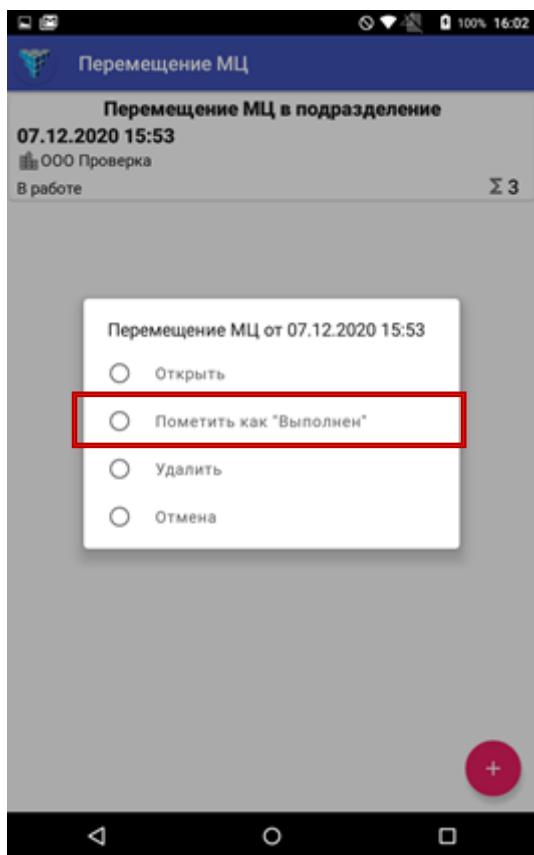 100% 16:02
Перемещение МЦ
Перемещение МЦ в подразделение
07.12.2020 15:53
ООО Проверка
В работе
Σ 3
Перемещение МЦ от 07.12.2020 15:53
Открыть
Пометить как "Выполнен"
Удалить
Отмена
+